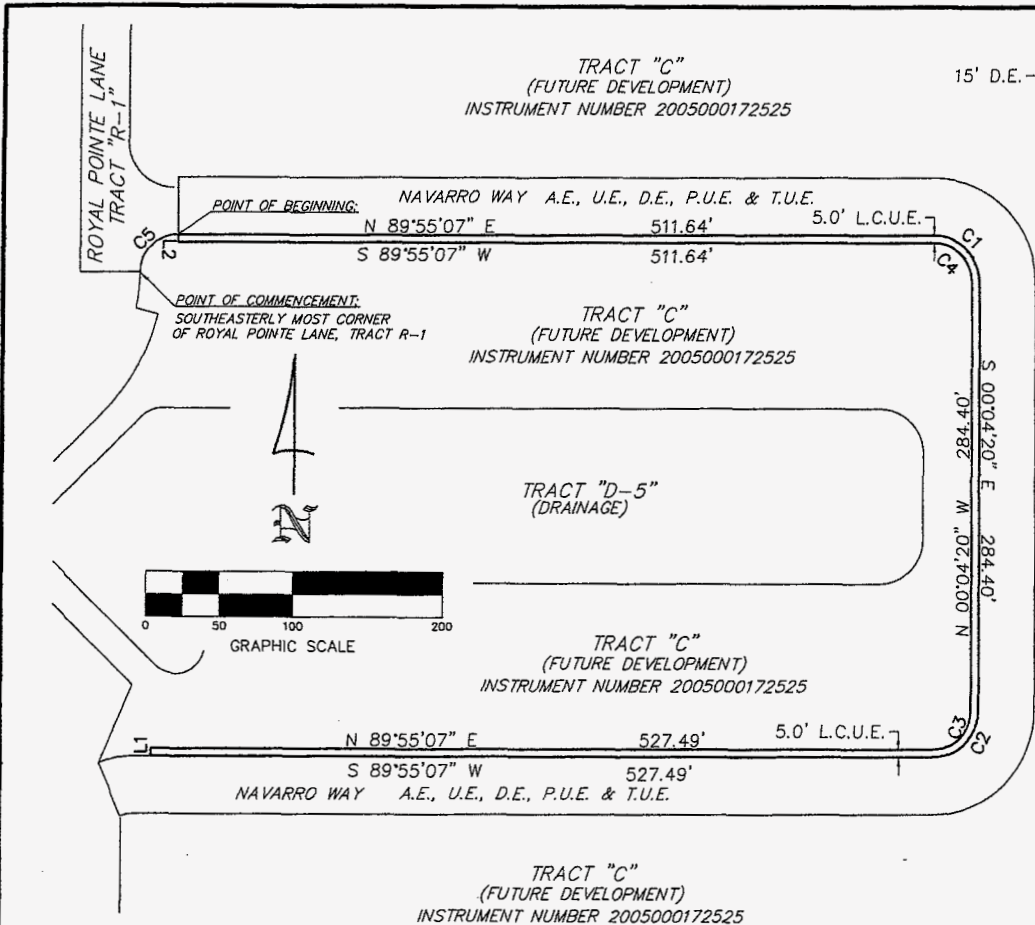 TRACT "C"
(FUTURE DEVELOPMENT)
INSTRUMENT NUMBER 2005000172525
15' D.E.
ROYAL POINTE LANE
TRACT "R-1"
NAVARRO WAY A.E., U.E., D.E., P.U.E. & T.U.E.
POINT OF BEGINNING:
N 89°55'07" E 511.64'
5.0' L.C.U.E.
C1
C5
L2
S 89°55'07" W 511.64'
C4
POINT OF COMMENCEMENT:
SOUTHEASTERLY MOST CORNER
OF ROYAL POINTE LANE, TRACT R-1
TRACT "C"
(FUTURE DEVELOPMENT)
INSTRUMENT NUMBER 2005000172525
S 00°04'20" E 284.40'
N 00°04'20" W 284.40'
TRACT "D-5"
(DRAINAGE)
N
0 50 100 200
GRAPHIC SCALE
TRACT "C"
(FUTURE DEVELOPMENT)
INSTRUMENT NUMBER 2005000172525
L1
N 89°55'07" E 527.49'
5.0' L.C.U.E.
C3
C2
S 89°55'07" W 527.49'
NAVARRO WAY A.E., U.E., D.E., P.U.E. & T.U.E.
TRACT "C"
(FUTURE DEVELOPMENT)
INSTRUMENT NUMBER 2005000172525